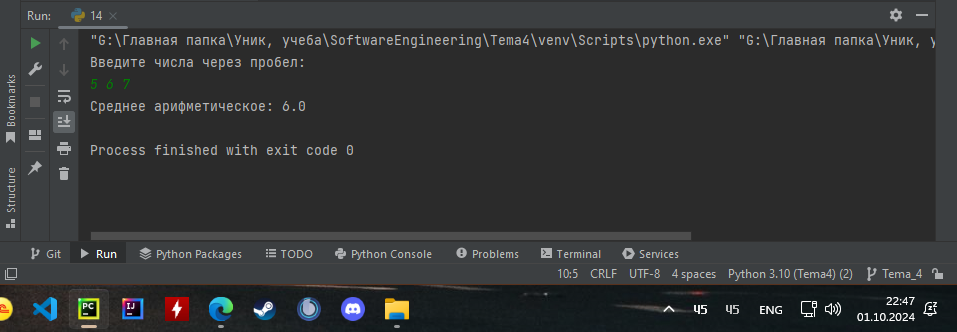 Run: 14 ×
"G:\Главная папка\Уник, учеба\SoftwareEngineering\Tema4\venv\Scripts\python.exe" "G:\Главная папка\Уник, у
Введите числа через пробел:
5 6 7
Среднее арифметическое: 6.0
Process finished with exit code 0
Bookmarks
Structure
Git Run Python Packages TODO Python Console Problems Terminal Services
10:5 CRLF UTF-8 4 spaces Python 3.10 (Tema4) (2) Tema_4
PC IJ 45 45 ENG 22:47
01.10.2024